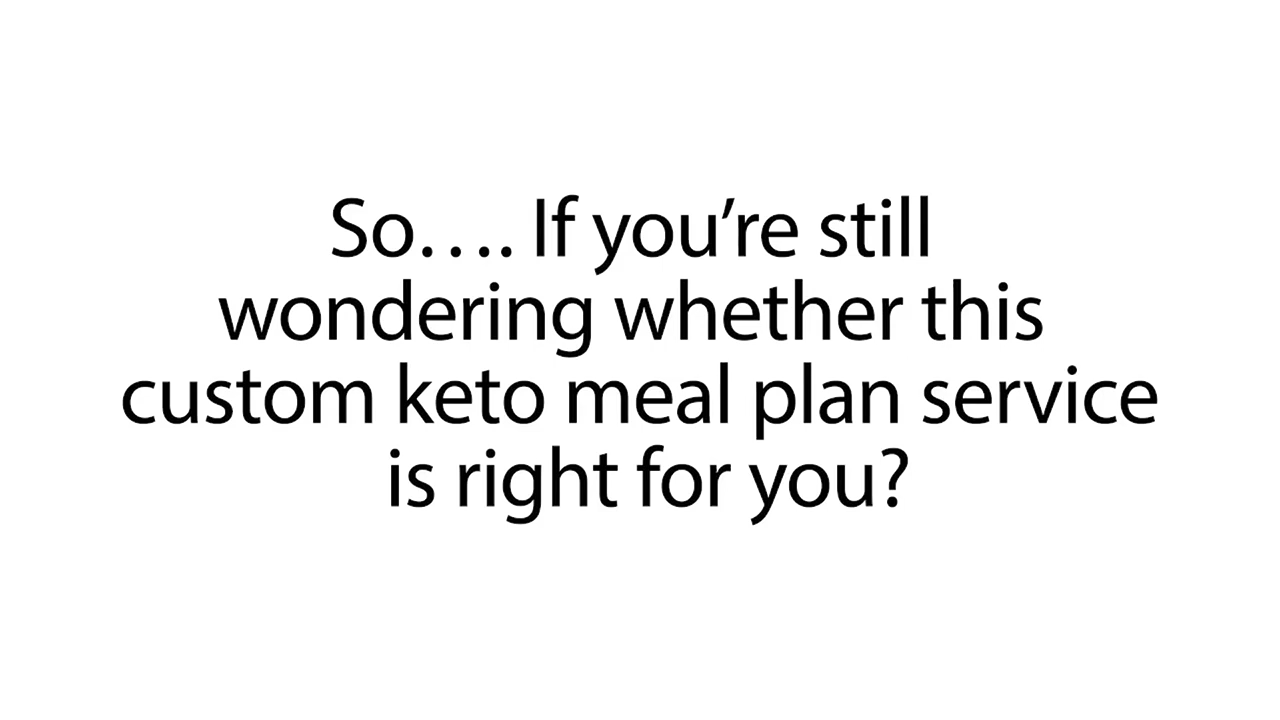 So…. If you’re still
wondering whether this
custom keto meal plan service
is right for you?